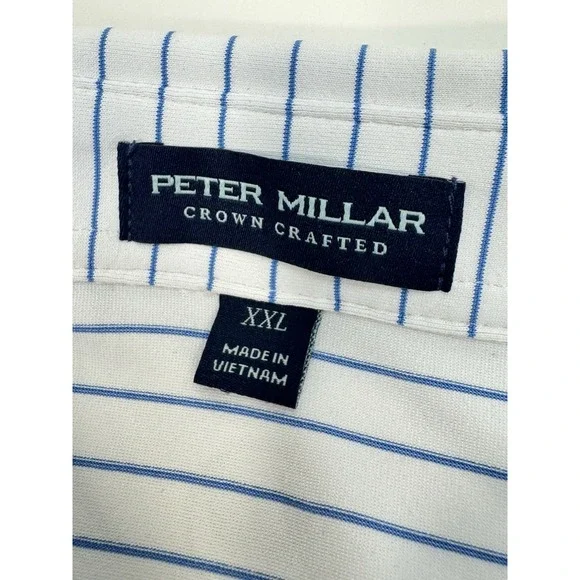 PETER MILLAR
CROWN CRAFTED
XXL
MADE IN
VIETNAM